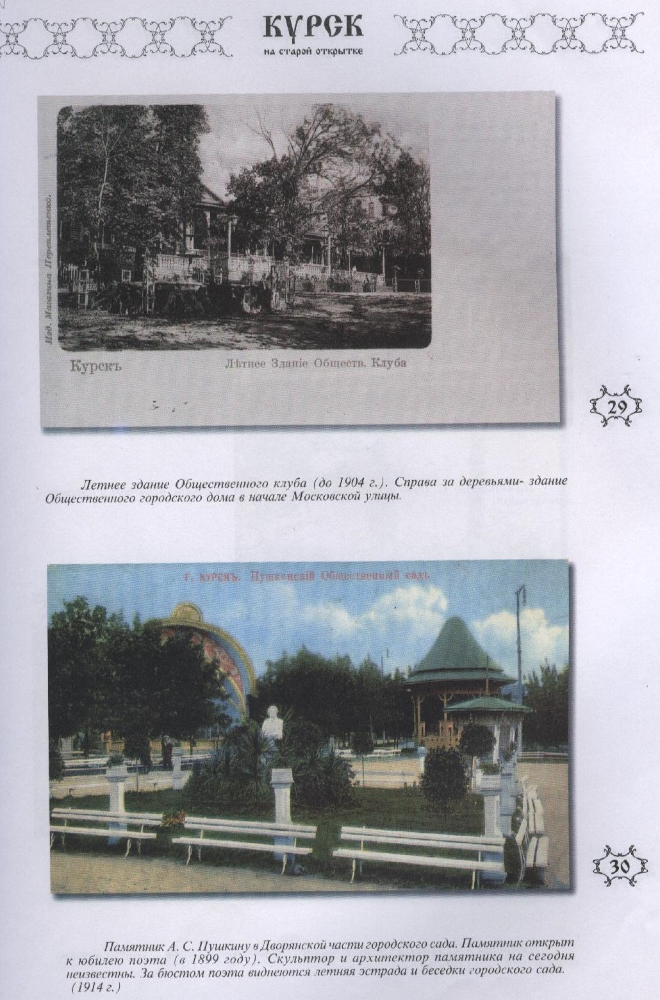 КУРСК
на старой открытке
Изд. Магазина Переплетенко.
Курскъ
Лѣтнее Зданіе Обществ. Клуба
29
Летнее здание Общественного клуба (до 1904 г.). Справа за деревьями- здание
Общественного городского дома в начале Московской улицы.
Г. КУРСКЪ. Пушкенскій Общественный садъ
30
Памятник А. С. Пушкину в Дворянской части городского сада. Памятник открыт
к юбилею поэта (в 1899 году). Скульптор и архитектор памятника на сегодня
неизвестны. За бюстом поэта виднеются летняя эстрада и беседки городского сада.
(1914 г.)